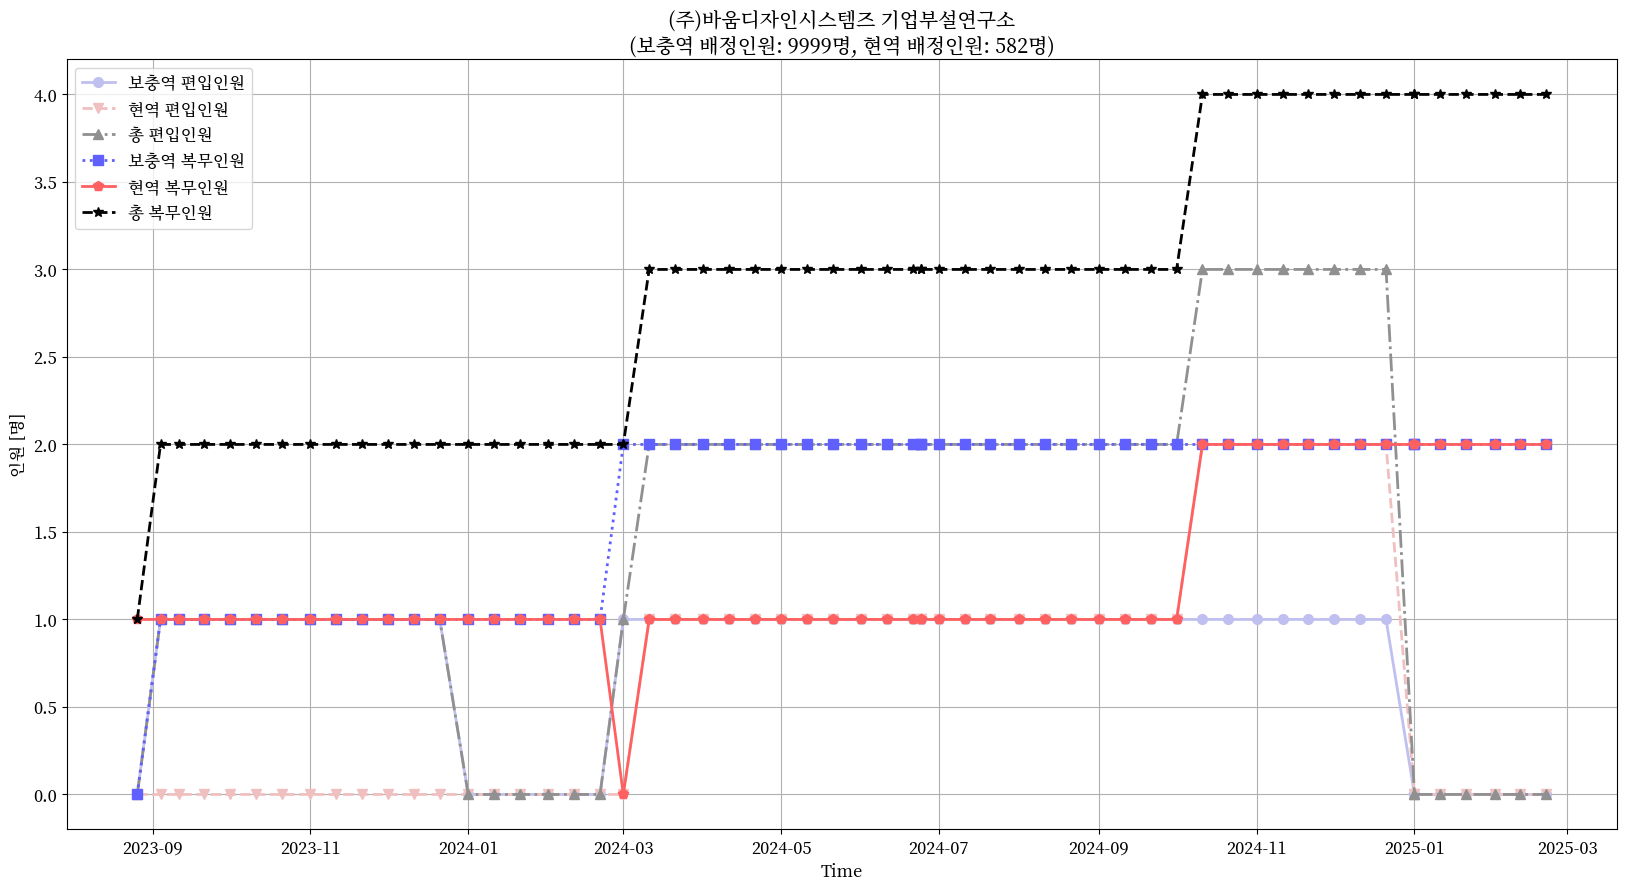 (주)바움디자인시스템즈 기업부설연구소
(보충역 배정인원: 9999명, 현역 배정인원: 582명)
보충역 편입인원
현역 편입인원
총 편입인원
보충역 복무인원
현역 복무인원
총 복무인원
인원 [명]
4.0
3.5
3.0
2.5
2.0
1.5
1.0
0.5
0.0
2023-09 2023-11 2024-01 2024-03 2024-05 2024-07 2024-09 2024-11 2025-01 2025-03
Time